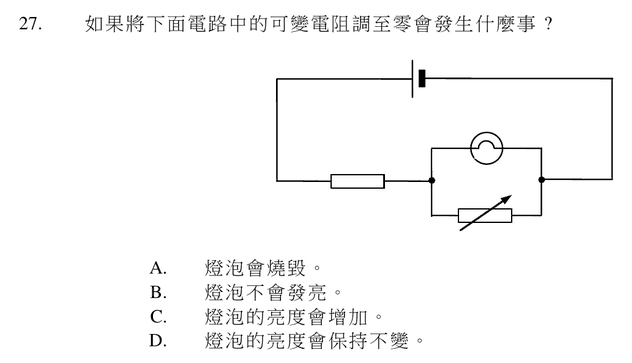 27. 如果將下面電路中的可變電阻調至零會發生什麼事？
A. 燈泡會燒毀。
B. 燈泡不會發亮。
C. 燈泡的亮度會增加。
D. 燈泡的亮度會保持不變。